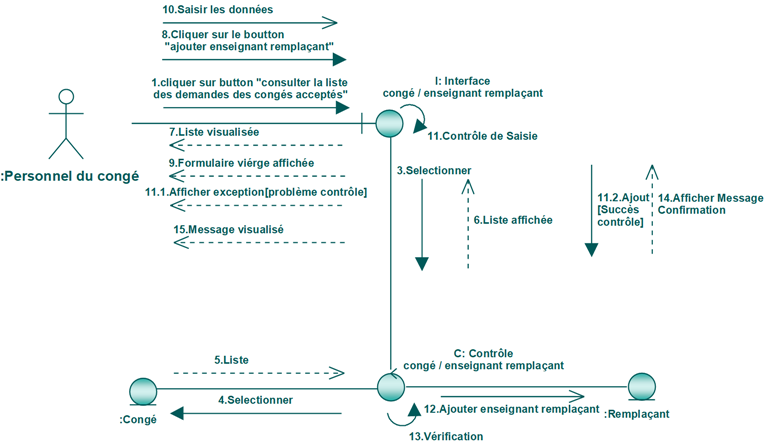 10.Saisir les données
8.Cliquer sur le boutton
"ajouter enseignant remplaçant"
1.cliquer sur button "consulter la liste
des demandes des congés acceptés"
I: Interface
congé / enseignant remplaçant
11.Contrôle de Saisie
7.Liste visualisée
9.Formulaire viérge affichée
:Personnel du congé
11.1.Afficher exception[problème contrôle]
15.Message visualisé
3.Selectionner
6.Liste affichée
11.2.Ajout
[Succès
contrôle]
14.Afficher Message
Confirmation
5.Liste
C: Contrôle
congé / enseignant remplaçant
4.Selectionner
:Congé
12.Ajouter enseignant remplaçant
:Remplaçant
13.Vérification